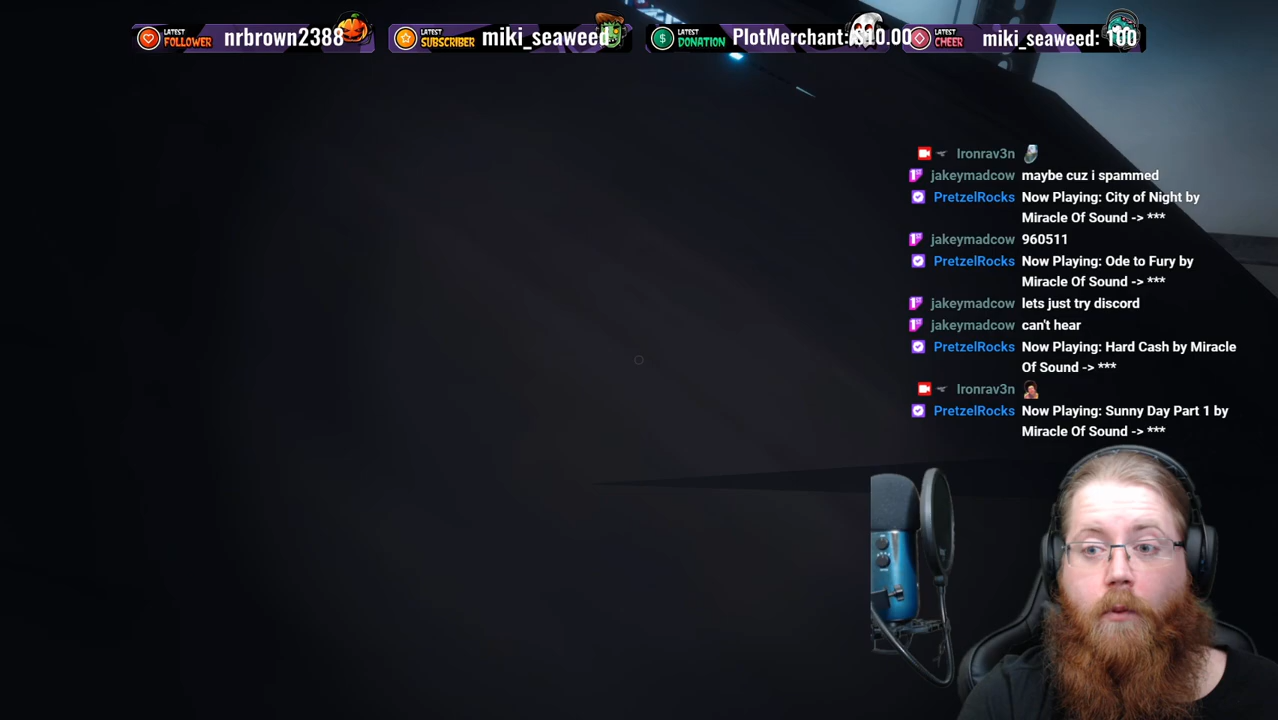 LATEST FOLLOWER nrbrown2388
LATEST SUBSCRIBER miki_seaweed
LATEST DONATION PlotMerchant: $10.00
LATEST CHEER miki_seaweed: 100
Ironrav3n
jakeymadcow maybe cuz i spammed
PretzelRocks Now Playing: City of Night by
Miracle Of Sound -> ***
jakeymadcow 960511
PretzelRocks Now Playing: Ode to Fury by
Miracle Of Sound -> ***
jakeymadcow lets just try discord
jakeymadcow can't hear
PretzelRocks Now Playing: Hard Cash by Miracle
Of Sound -> ***
Ironrav3n
PretzelRocks Now Playing: Sunny Day Part 1 by
Miracle Of Sound -> ***